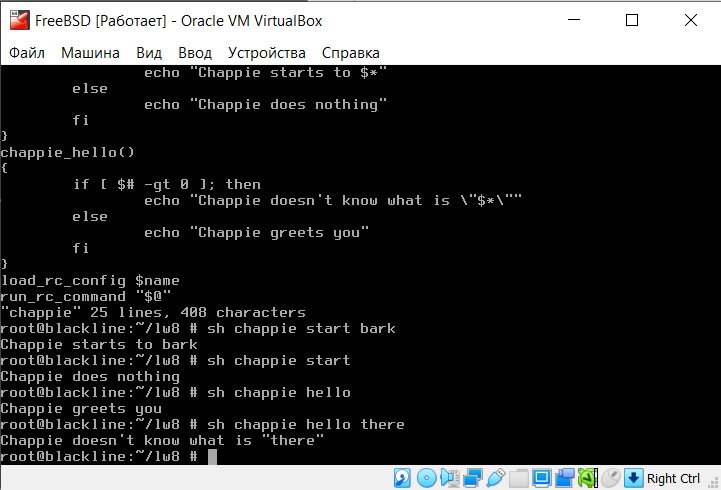 FreeBSD [Работает] - Oracle VM VirtualBox
Файл Машина Вид Ввод Устройства Справка
echo "Chappie starts to $*"
else
echo "Chappie does nothing"
fi
}
chappie_hello()
{
if [ $# -gt 0 ]; then
echo "Chappie doesn't know what is \"$*\""
else
echo "Chappie greets you"
fi
}
load_rc_config $name
run_rc_command "$@"
"chappie" 25 lines, 408 characters
root@blackline:~/lw8 # sh chappie start bark
Chappie starts to bark
root@blackline:~/lw8 # sh chappie start
Chappie does nothing
root@blackline:~/lw8 # sh chappie hello
Chappie greets you
root@blackline:~/lw8 # sh chappie hello there
Chappie doesn't know what is "there"
root@blackline:~/lw8 #
Right Ctrl